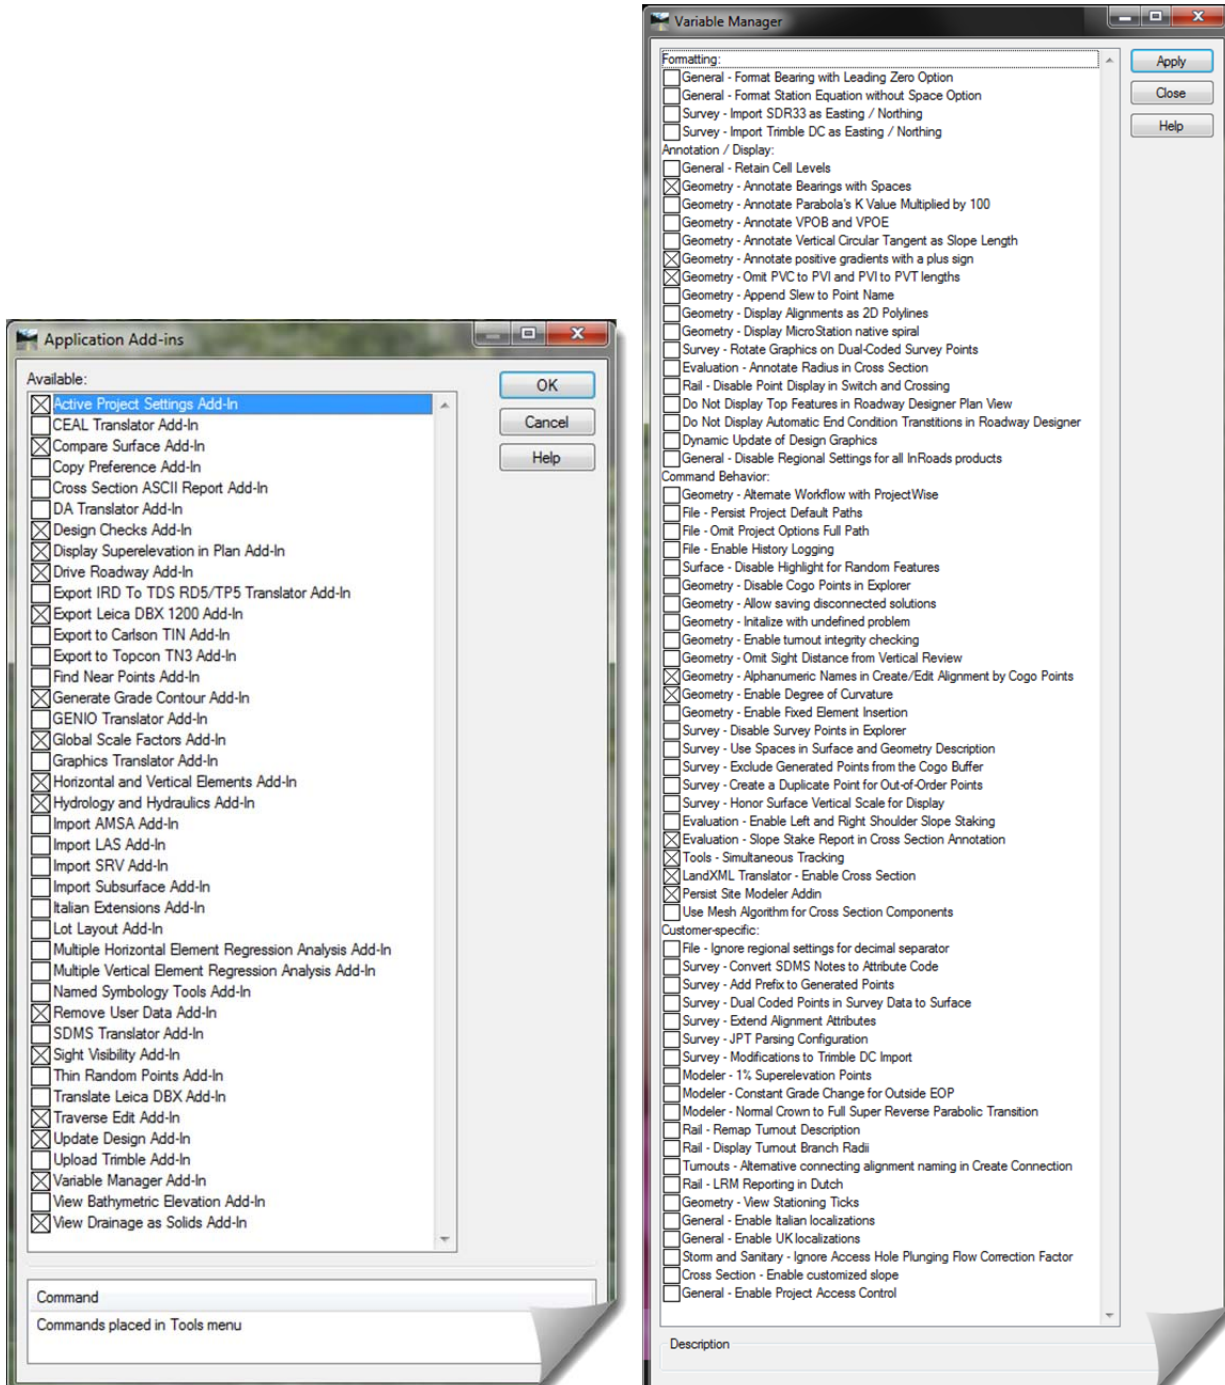 Application Add-ins
Available:
Active Project Settings Add-In
CEAL Translator Add-In
Compare Surface Add-In
Copy Preference Add-In
Cross Section ASCII Report Add-In
DA Translator Add-In
Design Checks Add-In
Display Superelevation in Plan Add-In
Drive Roadway Add-In
Export IRD To TDS RD5/TP5 Translator Add-In
Export Leica DBX 1200 Add-In
Export to Carlson TIN Add-In
Export to Topcon TN3 Add-In
Find Near Points Add-In
Generate Grade Contour Add-In
GENIO Translator Add-In
Global Scale Factors Add-In
Graphics Translator Add-In
Horizontal and Vertical Elements Add-In
Hydrology and Hydraulics Add-In
Import AMSA Add-In
Import LAS Add-In
Import SRV Add-In
Import Subsurface Add-In
Italian Extensions Add-In
Lot Layout Add-In
Multiple Horizontal Element Regression Analysis Add-In
Multiple Vertical Element Regression Analysis Add-In
Named Symbology Tools Add-In
Remove User Data Add-In
SDMS Translator Add-In
Sight Visibility Add-In
Thin Random Points Add-In
Translate Leica DBX Add-In
Traverse Edit Add-In
Update Design Add-In
Upload Trimble Add-In
Variable Manager Add-In
View Bathymetric Elevation Add-In
View Drainage as Solids Add-In
OK
Cancel
Help
Command
Commands placed in Tools menu
Variable Manager
Formatting:
General - Format Bearing with Leading Zero Option
General - Format Station Equation without Space Option
Survey - Import SDR33 as Easting / Northing
Survey - Import Trimble DC as Easting / Northing
Annotation / Display:
General - Retain Cell Levels
Geometry - Annotate Bearings with Spaces
Geometry - Annotate Parabola's K Value Multiplied by 100
Geometry - Annotate VPOB and VPOE
Geometry - Annotate Vertical Circular Tangent as Slope Length
Geometry - Annotate positive gradients with a plus sign
Geometry - Omit PVC to PVI and PVI to PVT lengths
Geometry - Append Slew to Point Name
Geometry - Display Alignments as 2D Polylines
Geometry - Display MicroStation native spiral
Survey - Rotate Graphics on Dual-Coded Survey Points
Evaluation - Annotate Radius in Cross Section
Rail - Disable Point Display in Switch and Crossing
Do Not Display Top Features in Roadway Designer Plan View
Do Not Display Automatic End Condition Transtitions in Roadway Designer
Dynamic Update of Design Graphics
General - Disable Regional Settings for all InRoads products
Command Behavior:
Geometry - Alternate Workflow with ProjectWise
File - Persist Project Default Paths
File - Omit Project Options Full Path
File - Enable History Logging
Surface - Disable Highlight for Random Features
Geometry - Disable Cogo Points in Explorer
Geometry - Allow saving disconnected solutions
Geometry - Initalize with undefined problem
Geometry - Enable turnout integrity checking
Geometry - Omit Sight Distance from Vertical Review
Geometry - Alphanumeric Names in Create/Edit Alignment by Cogo Points
Geometry - Enable Degree of Curvature
Geometry - Enable Fixed Element Insertion
Survey - Disable Survey Points in Explorer
Survey - Use Spaces in Surface and Geometry Description
Survey - Exclude Generated Points from the Cogo Buffer
Survey - Create a Duplicate Point for Out-of-Order Points
Survey - Honor Surface Vertical Scale for Display
Evaluation - Enable Left and Right Shoulder Slope Staking
Evaluation - Slope Stake Report in Cross Section Annotation
Tools - Simultaneous Tracking
LandXML Translator - Enable Cross Section
Persist Site Modeler Addin
Use Mesh Algorithm for Cross Section Components
Customer-specific:
File - Ignore regional settings for decimal separator
Survey - Convert SDMS Notes to Attribute Code
Survey - Add Prefix to Generated Points
Survey - Dual Coded Points in Survey Data to Surface
Survey - Extend Alignment Attributes
Survey - JPT Parsing Configuration
Survey - Modifications to Trimble DC Import
Modeler - 1% Superelevation Points
Modeler - Constant Grade Change for Outside EOP
Modeler - Normal Crown to Full Super Reverse Parabolic Transition
Rail - Remap Turnout Description
Rail - Display Turnout Branch Radii
Turnouts - Alternative connecting alignment naming in Create Connection
Rail - LRM Reporting in Dutch
Geometry - View Stationing Ticks
General - Enable Italian localizations
General - Enable UK localizations
Storm and Sanitary - Ignore Access Hole Plunging Flow Correction Factor
Cross Section - Enable customized slope
General - Enable Project Access Control
Apply
Close
Help
Description